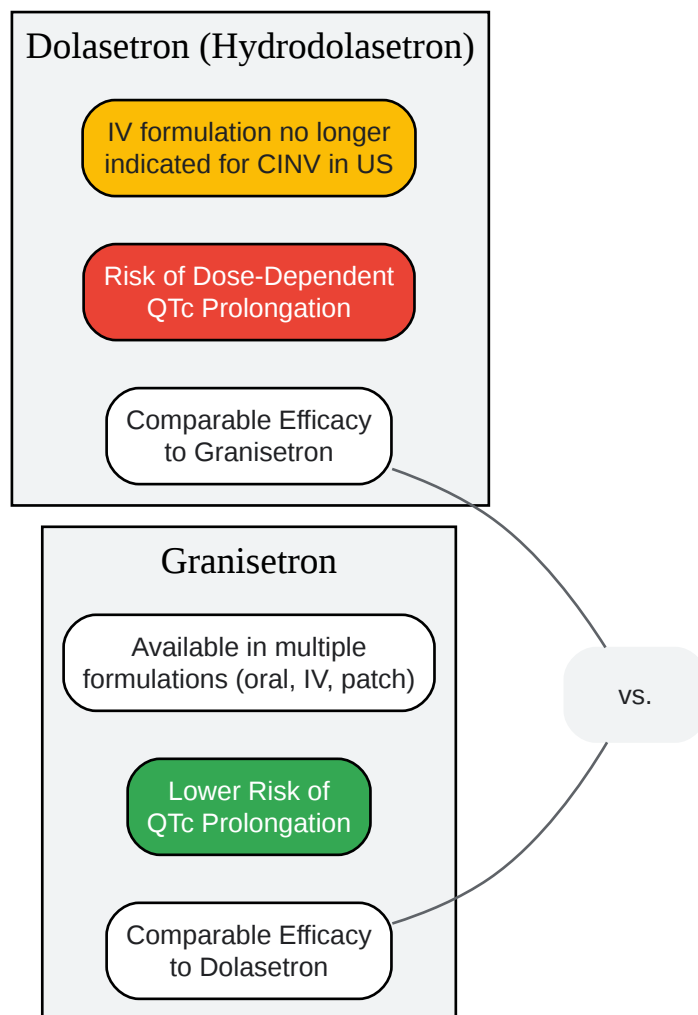 Dolasetron (Hydrodolasetron)
IV formulation no longer
indicated for CINV in US
Risk of Dose-Dependent
QTc Prolongation
Comparable Efficacy
to Granisetron
Granisetron
Available in multiple
formulations (oral, IV, patch)
vs.
Lower Risk of
QTc Prolongation
Comparable Efficacy
to Dolasetron